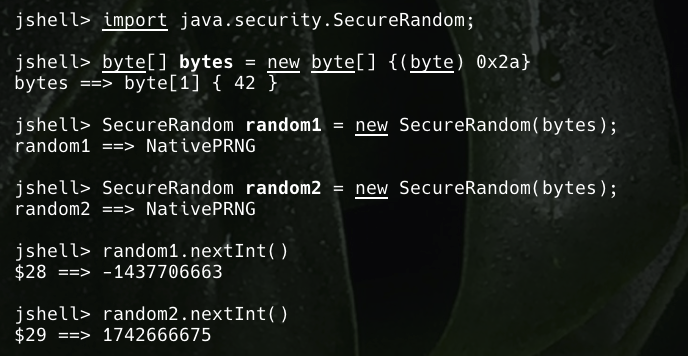 jshell> import java.security.SecureRandom;
jshell> byte[] bytes = new byte[] {(byte) 0x2a}
bytes ==> byte[1] { 42 }
jshell> SecureRandom random1 = new SecureRandom(bytes);
random1 ==> NativePRNG
jshell> SecureRandom random2 = new SecureRandom(bytes);
random2 ==> NativePRNG
jshell> random1.nextInt()
$28 ==> -1437706663
jshell> random2.nextInt()
$29 ==> 1742666675